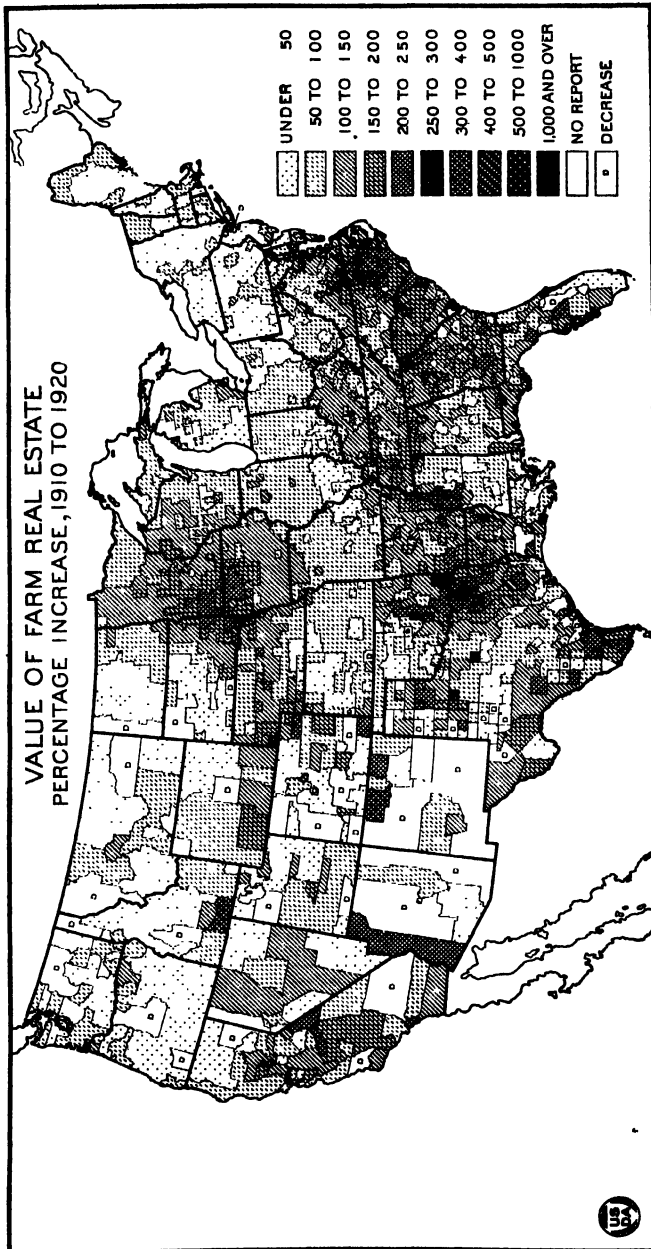 VALUE OF FARM REAL ESTATE
PERCENTAGE INCREASE, 1910 TO 1920
UNDER 50
50 TO 100
100 TO 150
150 TO 200
200 TO 250
250 TO 300
300 TO 400
400 TO 500
500 TO 1000
1,000 AND OVER
NO REPORT
DECREASE
US
DA